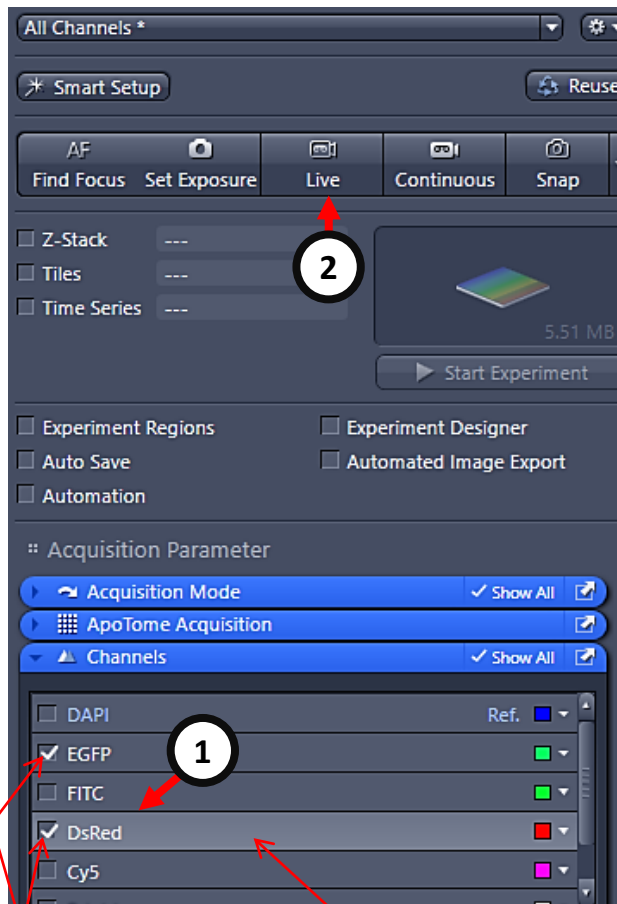 All Channels *
Smart Setup Reuse
AF
Find Focus Set Exposure Live Continuous Snap
Z-Stack ---
2
Tiles ---
Time Series ---
5.51 MB
Start Experiment
Experiment Regions Experiment Designer
Auto Save Automated Image Export
Automation
Acquisition Parameter
Acquisition Mode Show All
ApoTome Acquisition
Channels Show All
DAPI Ref.
EGFP 1
FITC
DsRed
Cy5